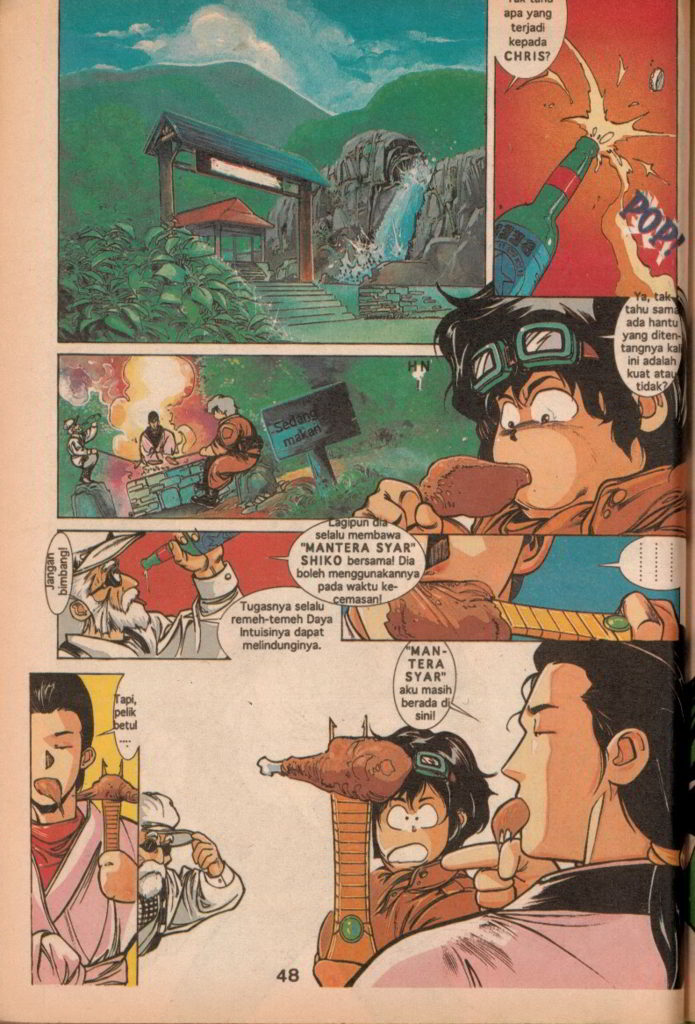 Tak tahu
apa yang
terjadi
kepada
CHRIS?
POP!
Ya, tak
tahu sama
ada hantu
yang diten-
tangnya kali
ini adalah
kuat atau
tidak?
Sedang
makan
Jangan
bimbang!
Lagipun dia
selalu membawa
"MANTERA SYAR"
SHIKO bersama! Dia
boleh menggunakannya
pada waktu ke-
cemasan!
Tugasnya selalu
remeh-temeh Daya
Intuisinya dapat
melindunginya.
"MAN-
TERA
SYAR"
aku masih
berada di
sini!
Tapi,
pelik
betul
....
48